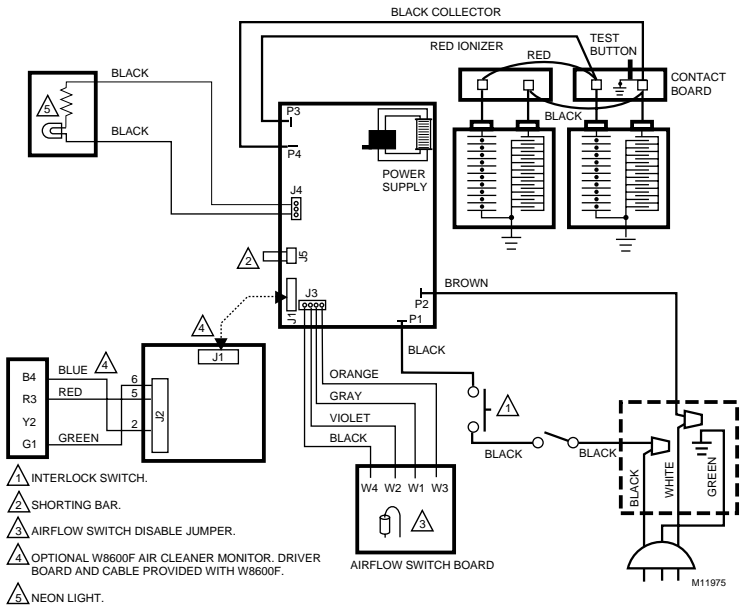 BLACK COLLECTOR
RED IONIZER
RED
TEST
BUTTON
CONTACT
BOARD
BLACK
BLACK
5
BLACK
P3
P4
POWER
SUPPLY
J4
2
J5
J1
J3
P2
P1
BROWN
4
J1
BLACK
ORANGE
GRAY
VIOLET
BLACK
1
B4
R3
Y2
G1
BLUE
4
RED
GREEN
6
5
2
J2
BLACK
BLACK
BLACK
WHITE
GREEN
W4
W2
W1
W3
3
AIRFLOW SWITCH BOARD
1 INTERLOCK SWITCH.
2 SHORTING BAR.
3 AIRFLOW SWITCH DISABLE JUMPER.
4 OPTIONAL W8600F AIR CLEANER MONITOR. DRIVER
BOARD AND CABLE PROVIDED WITH W8600F.
5 NEON LIGHT.
M11975